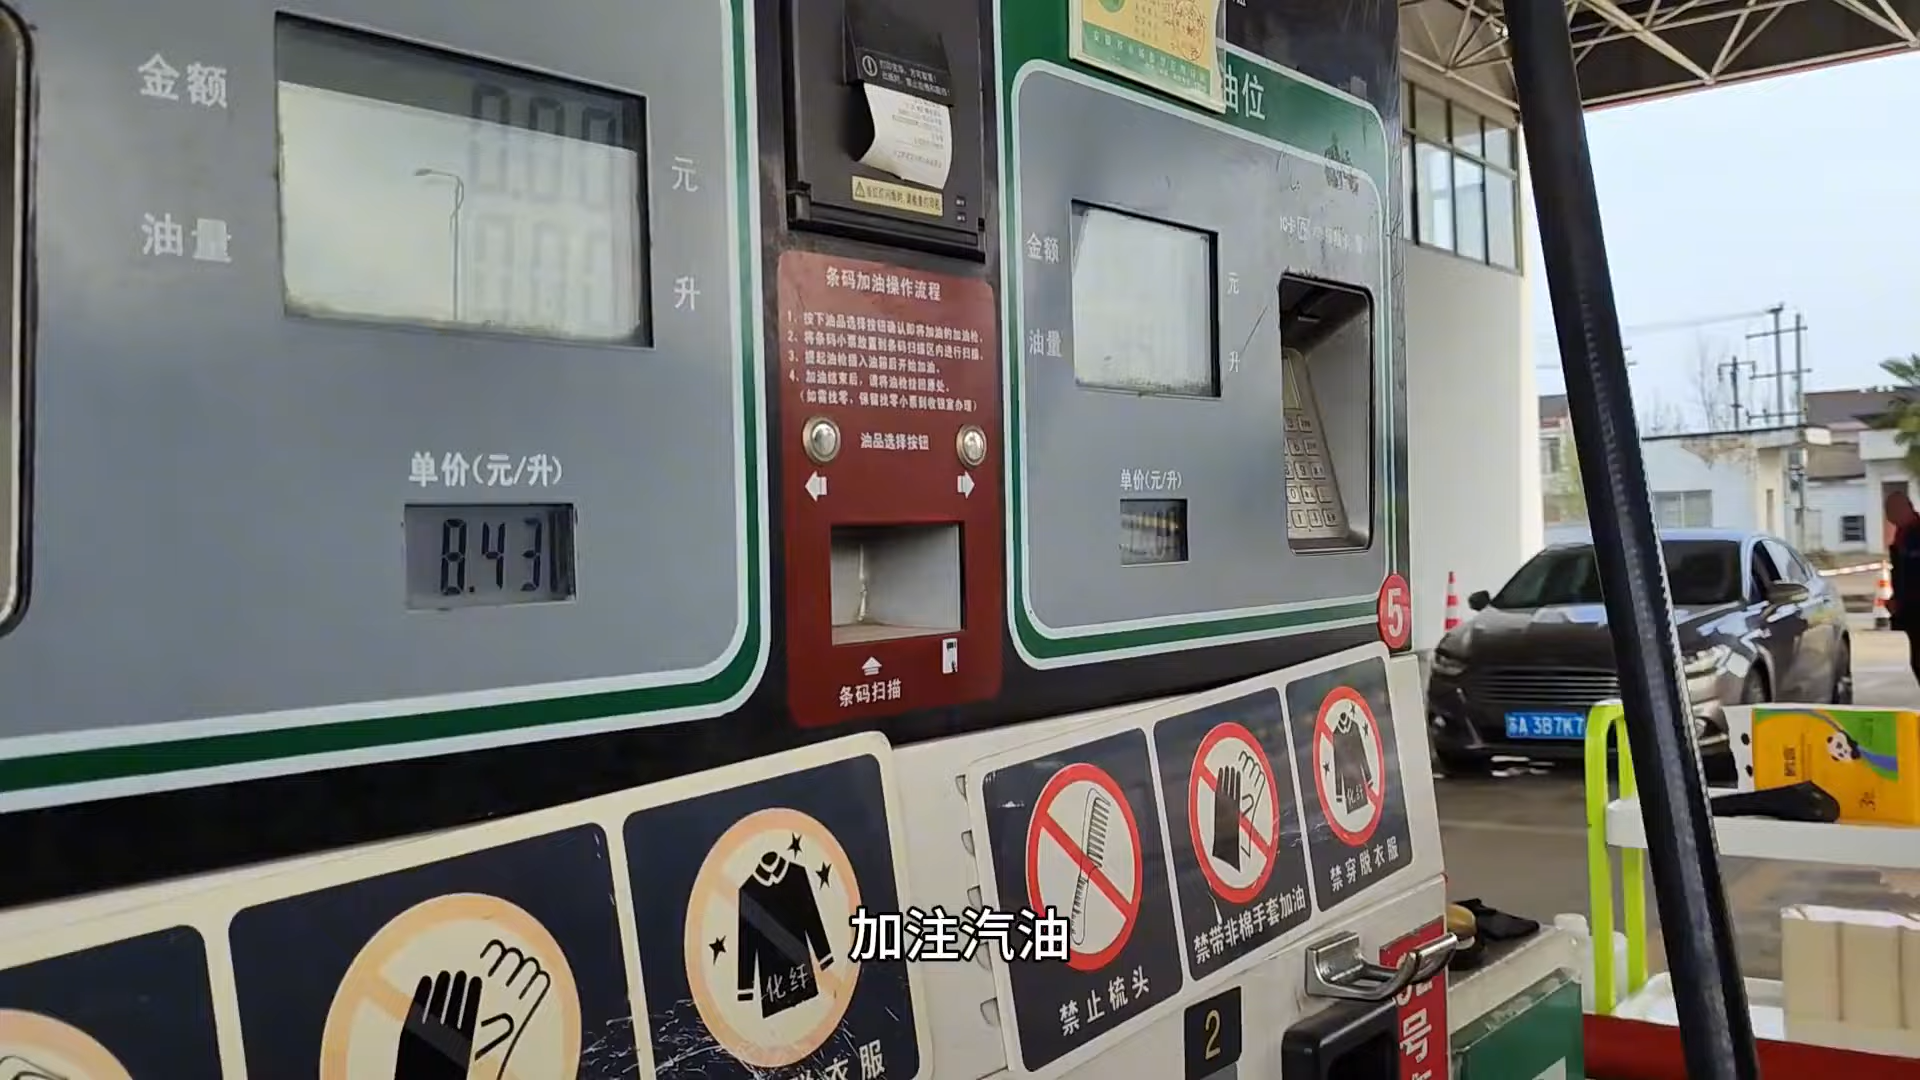 金额
元
油量
升
单价(元/升)
8.43
条码加油操作流程
1、按下油品选择按钮确认即将加油的加油枪。
2、将条码小票放置到条码扫描区内进行扫描。
3、提起油枪插入油箱后开始加油。
4、加油结束后，请将油枪挂回原处。
(如需找零，保留找零小票到收银室办理)
油品选择按钮
条码扫描
油位
金额
元
油量
升
单价(元/升)
5
苏A 3B7K7
化纤
衣服
禁止梳头
禁带非棉手套加油
化纤
禁穿脱衣服
2
号
加注汽油